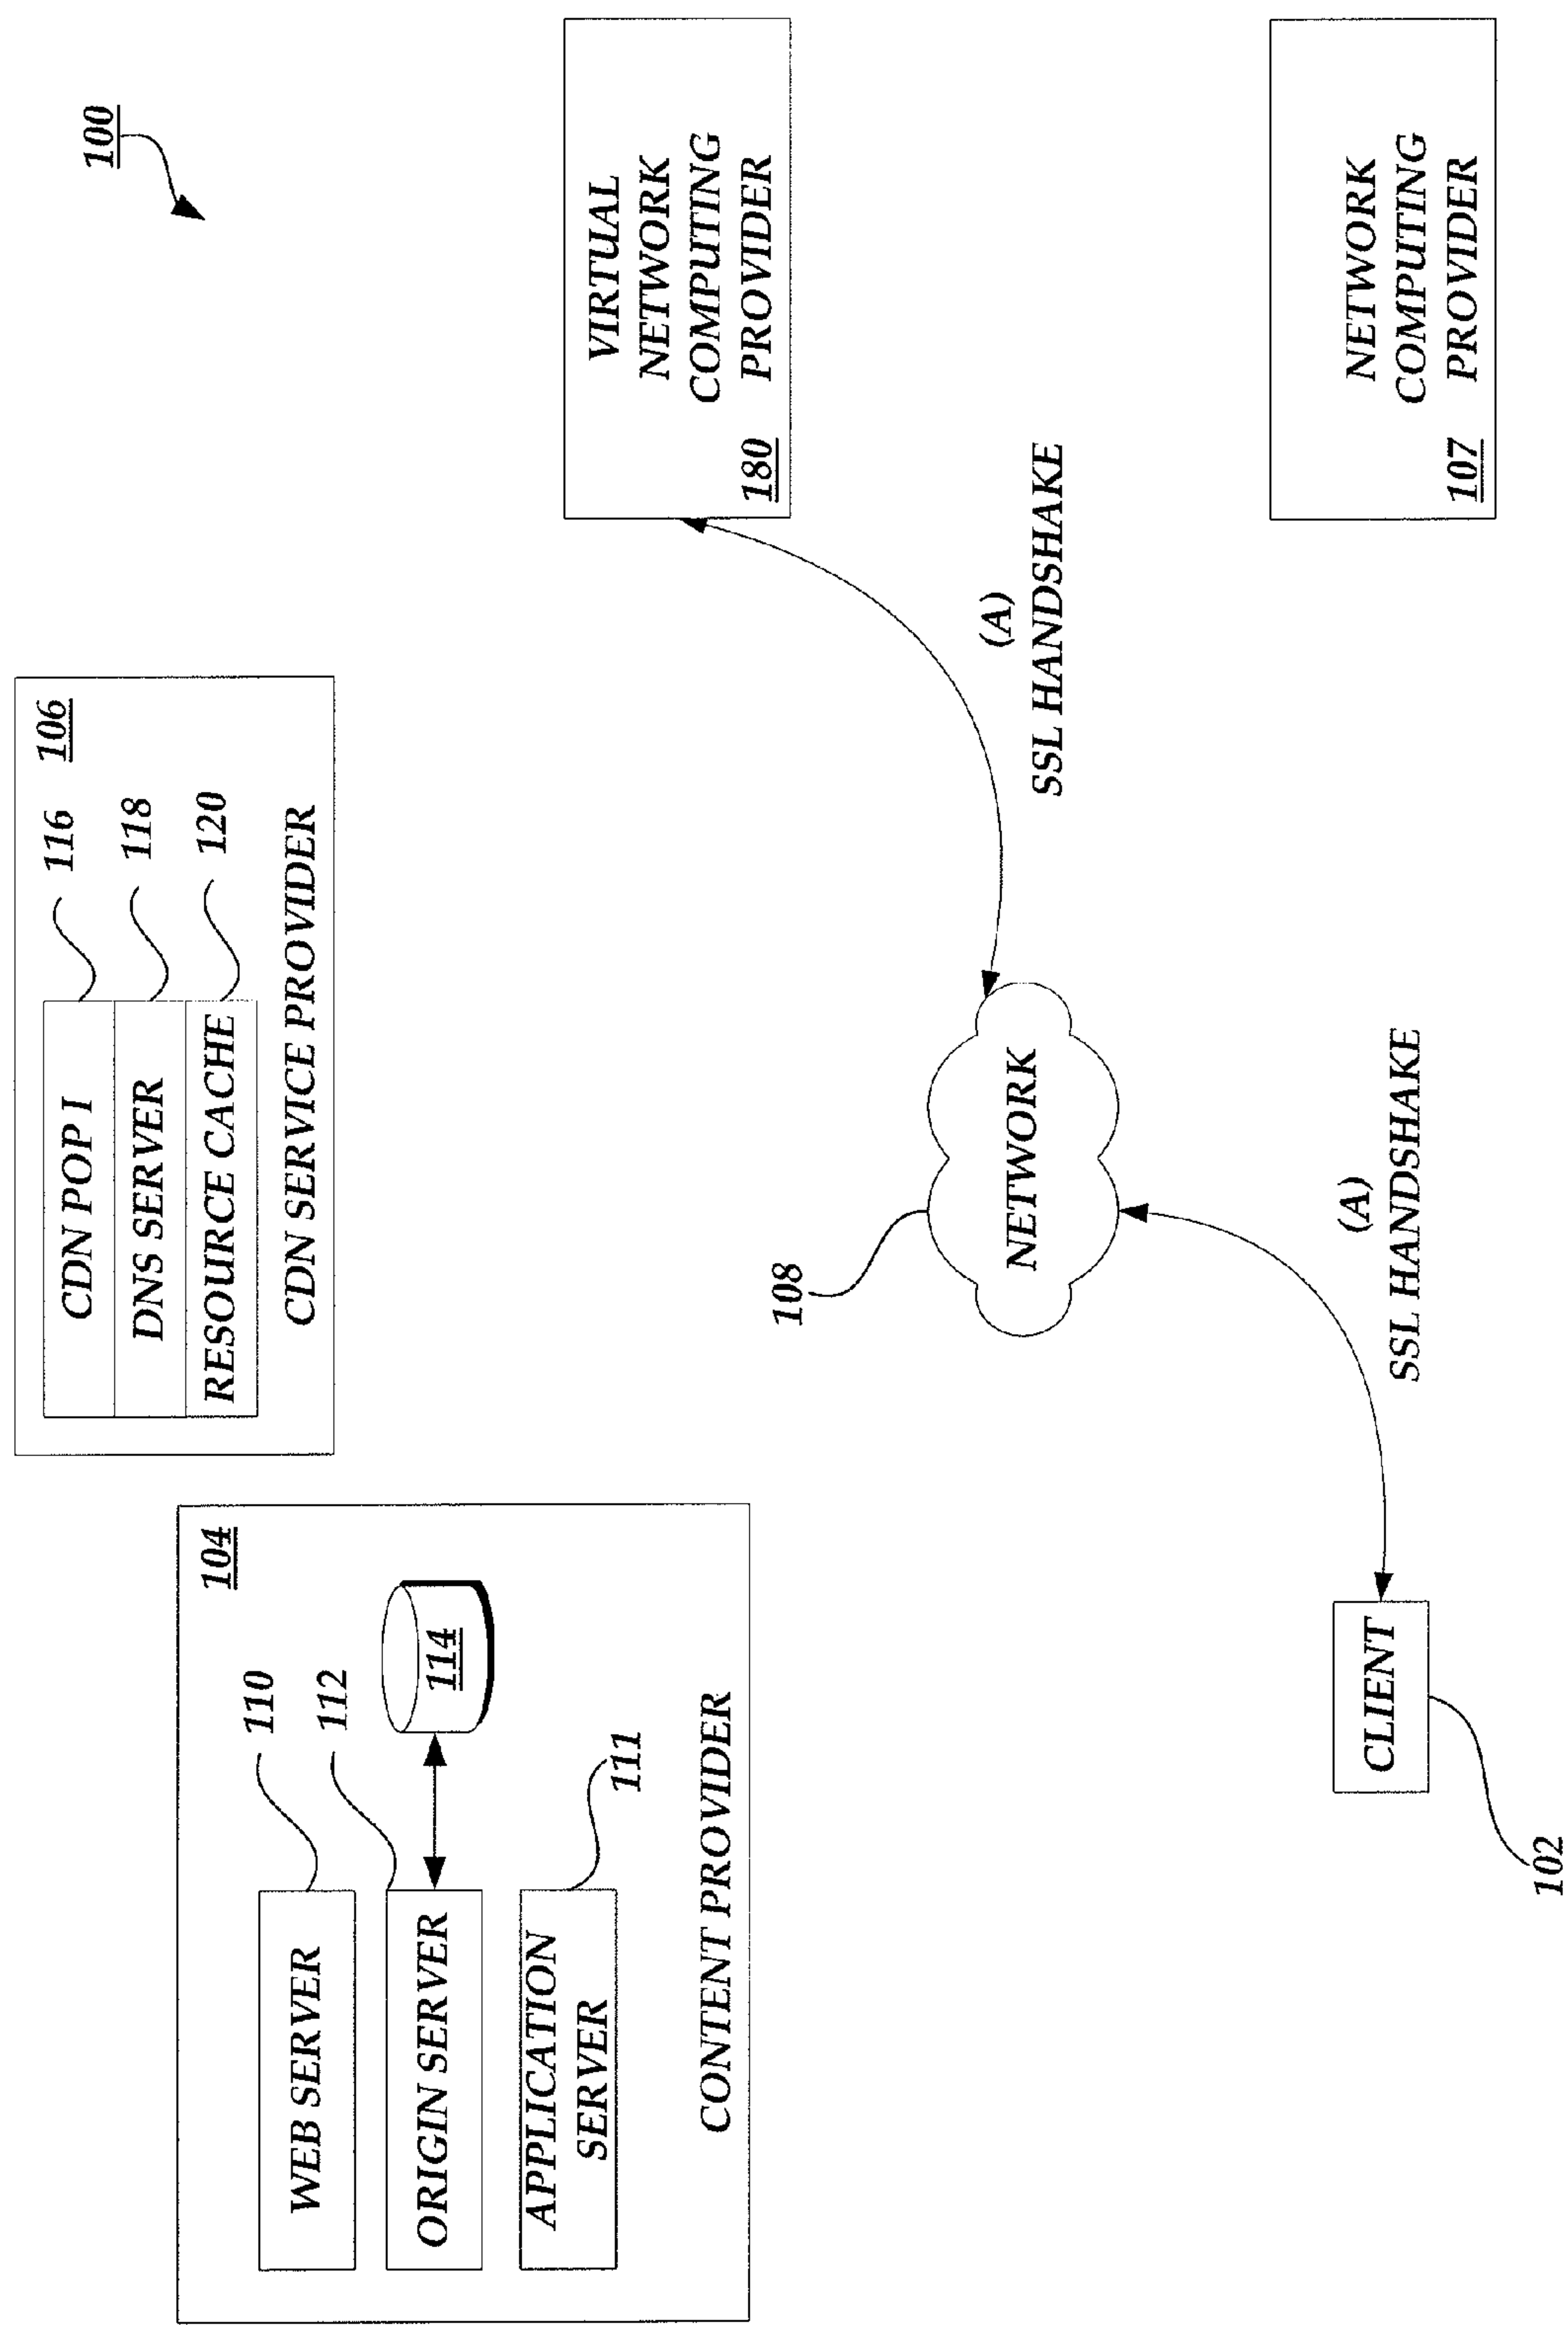 100
104
110
WEB SERVER
112
ORIGIN SERVER
114
111
APPLICATION
SERVER
CONTENT PROVIDER
106
CDN POP I
116
DNS SERVER
118
RESOURCE CACHE
120
CDN SERVICE PROVIDER
VIRTUAL
NETWORK
COMPUTING
PROVIDER
180
108
NETWORK
(A)
SSL HANDSHAKE
(A)
SSL HANDSHAKE
CLIENT
102
NETWORK
COMPUTING
PROVIDER
107